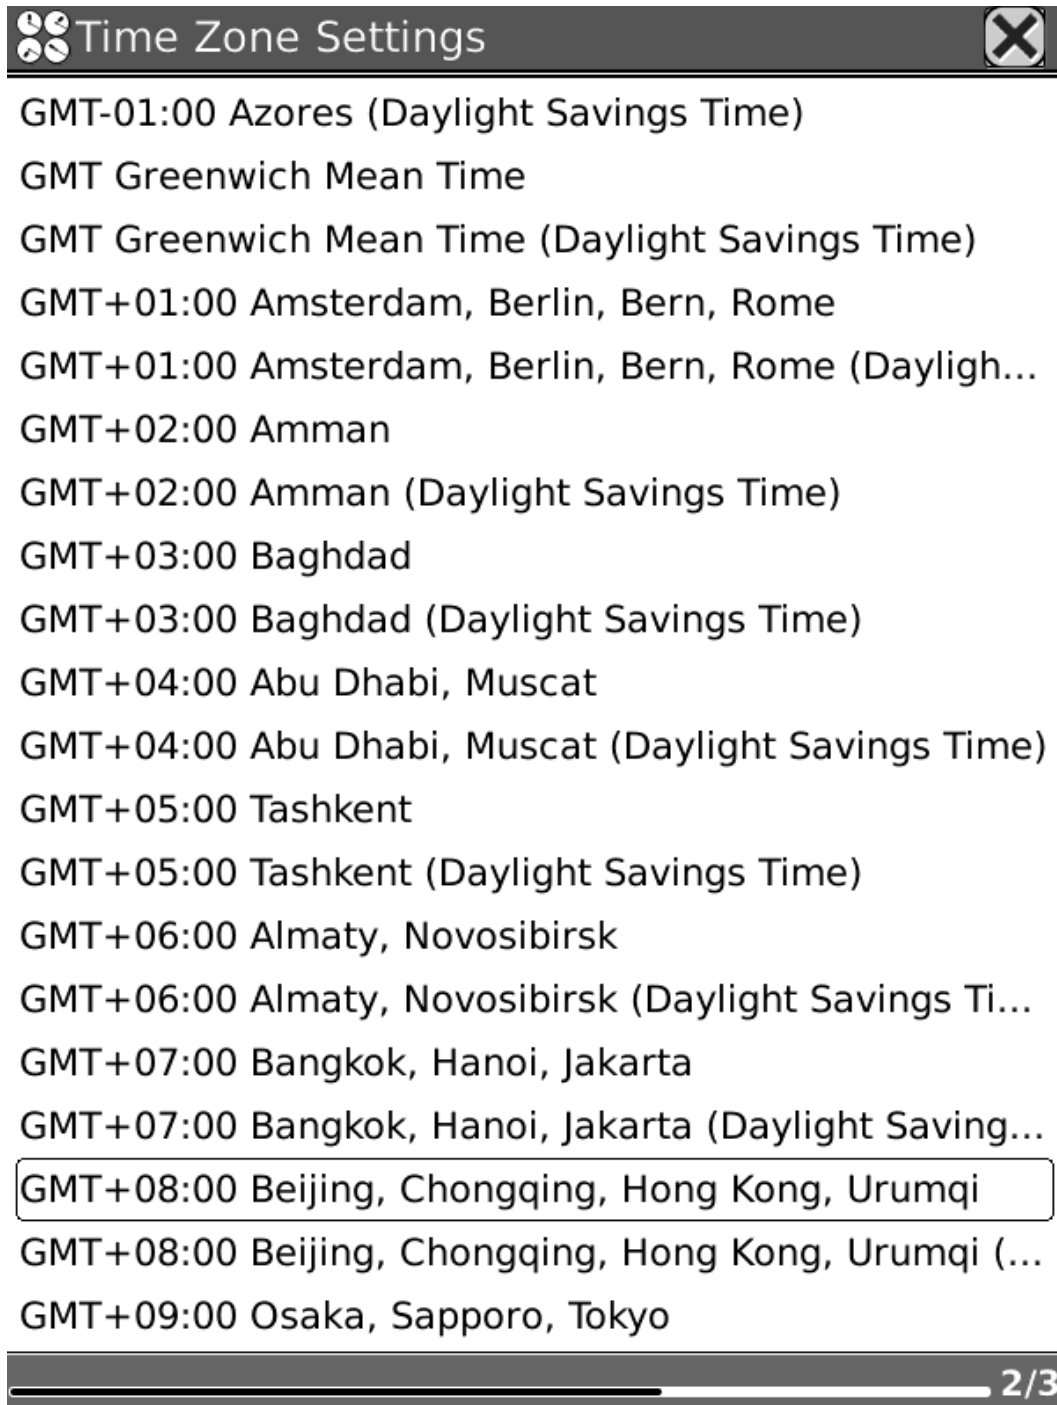 Time Zone Settings
GMT-01:00 Azores (Daylight Savings Time)
GMT Greenwich Mean Time
GMT Greenwich Mean Time (Daylight Savings Time)
GMT+01:00 Amsterdam, Berlin, Bern, Rome
GMT+01:00 Amsterdam, Berlin, Bern, Rome (Dayligh...
GMT+02:00 Amman
GMT+02:00 Amman (Daylight Savings Time)
GMT+03:00 Baghdad
GMT+03:00 Baghdad (Daylight Savings Time)
GMT+04:00 Abu Dhabi, Muscat
GMT+04:00 Abu Dhabi, Muscat (Daylight Savings Time)
GMT+05:00 Tashkent
GMT+05:00 Tashkent (Daylight Savings Time)
GMT+06:00 Almaty, Novosibirsk
GMT+06:00 Almaty, Novosibirsk (Daylight Savings Ti...
GMT+07:00 Bangkok, Hanoi, Jakarta
GMT+07:00 Bangkok, Hanoi, Jakarta (Daylight Saving...
GMT+08:00 Beijing, Chongqing, Hong Kong, Urumqi
GMT+08:00 Beijing, Chongqing, Hong Kong, Urumqi (...
GMT+09:00 Osaka, Sapporo, Tokyo
2/3